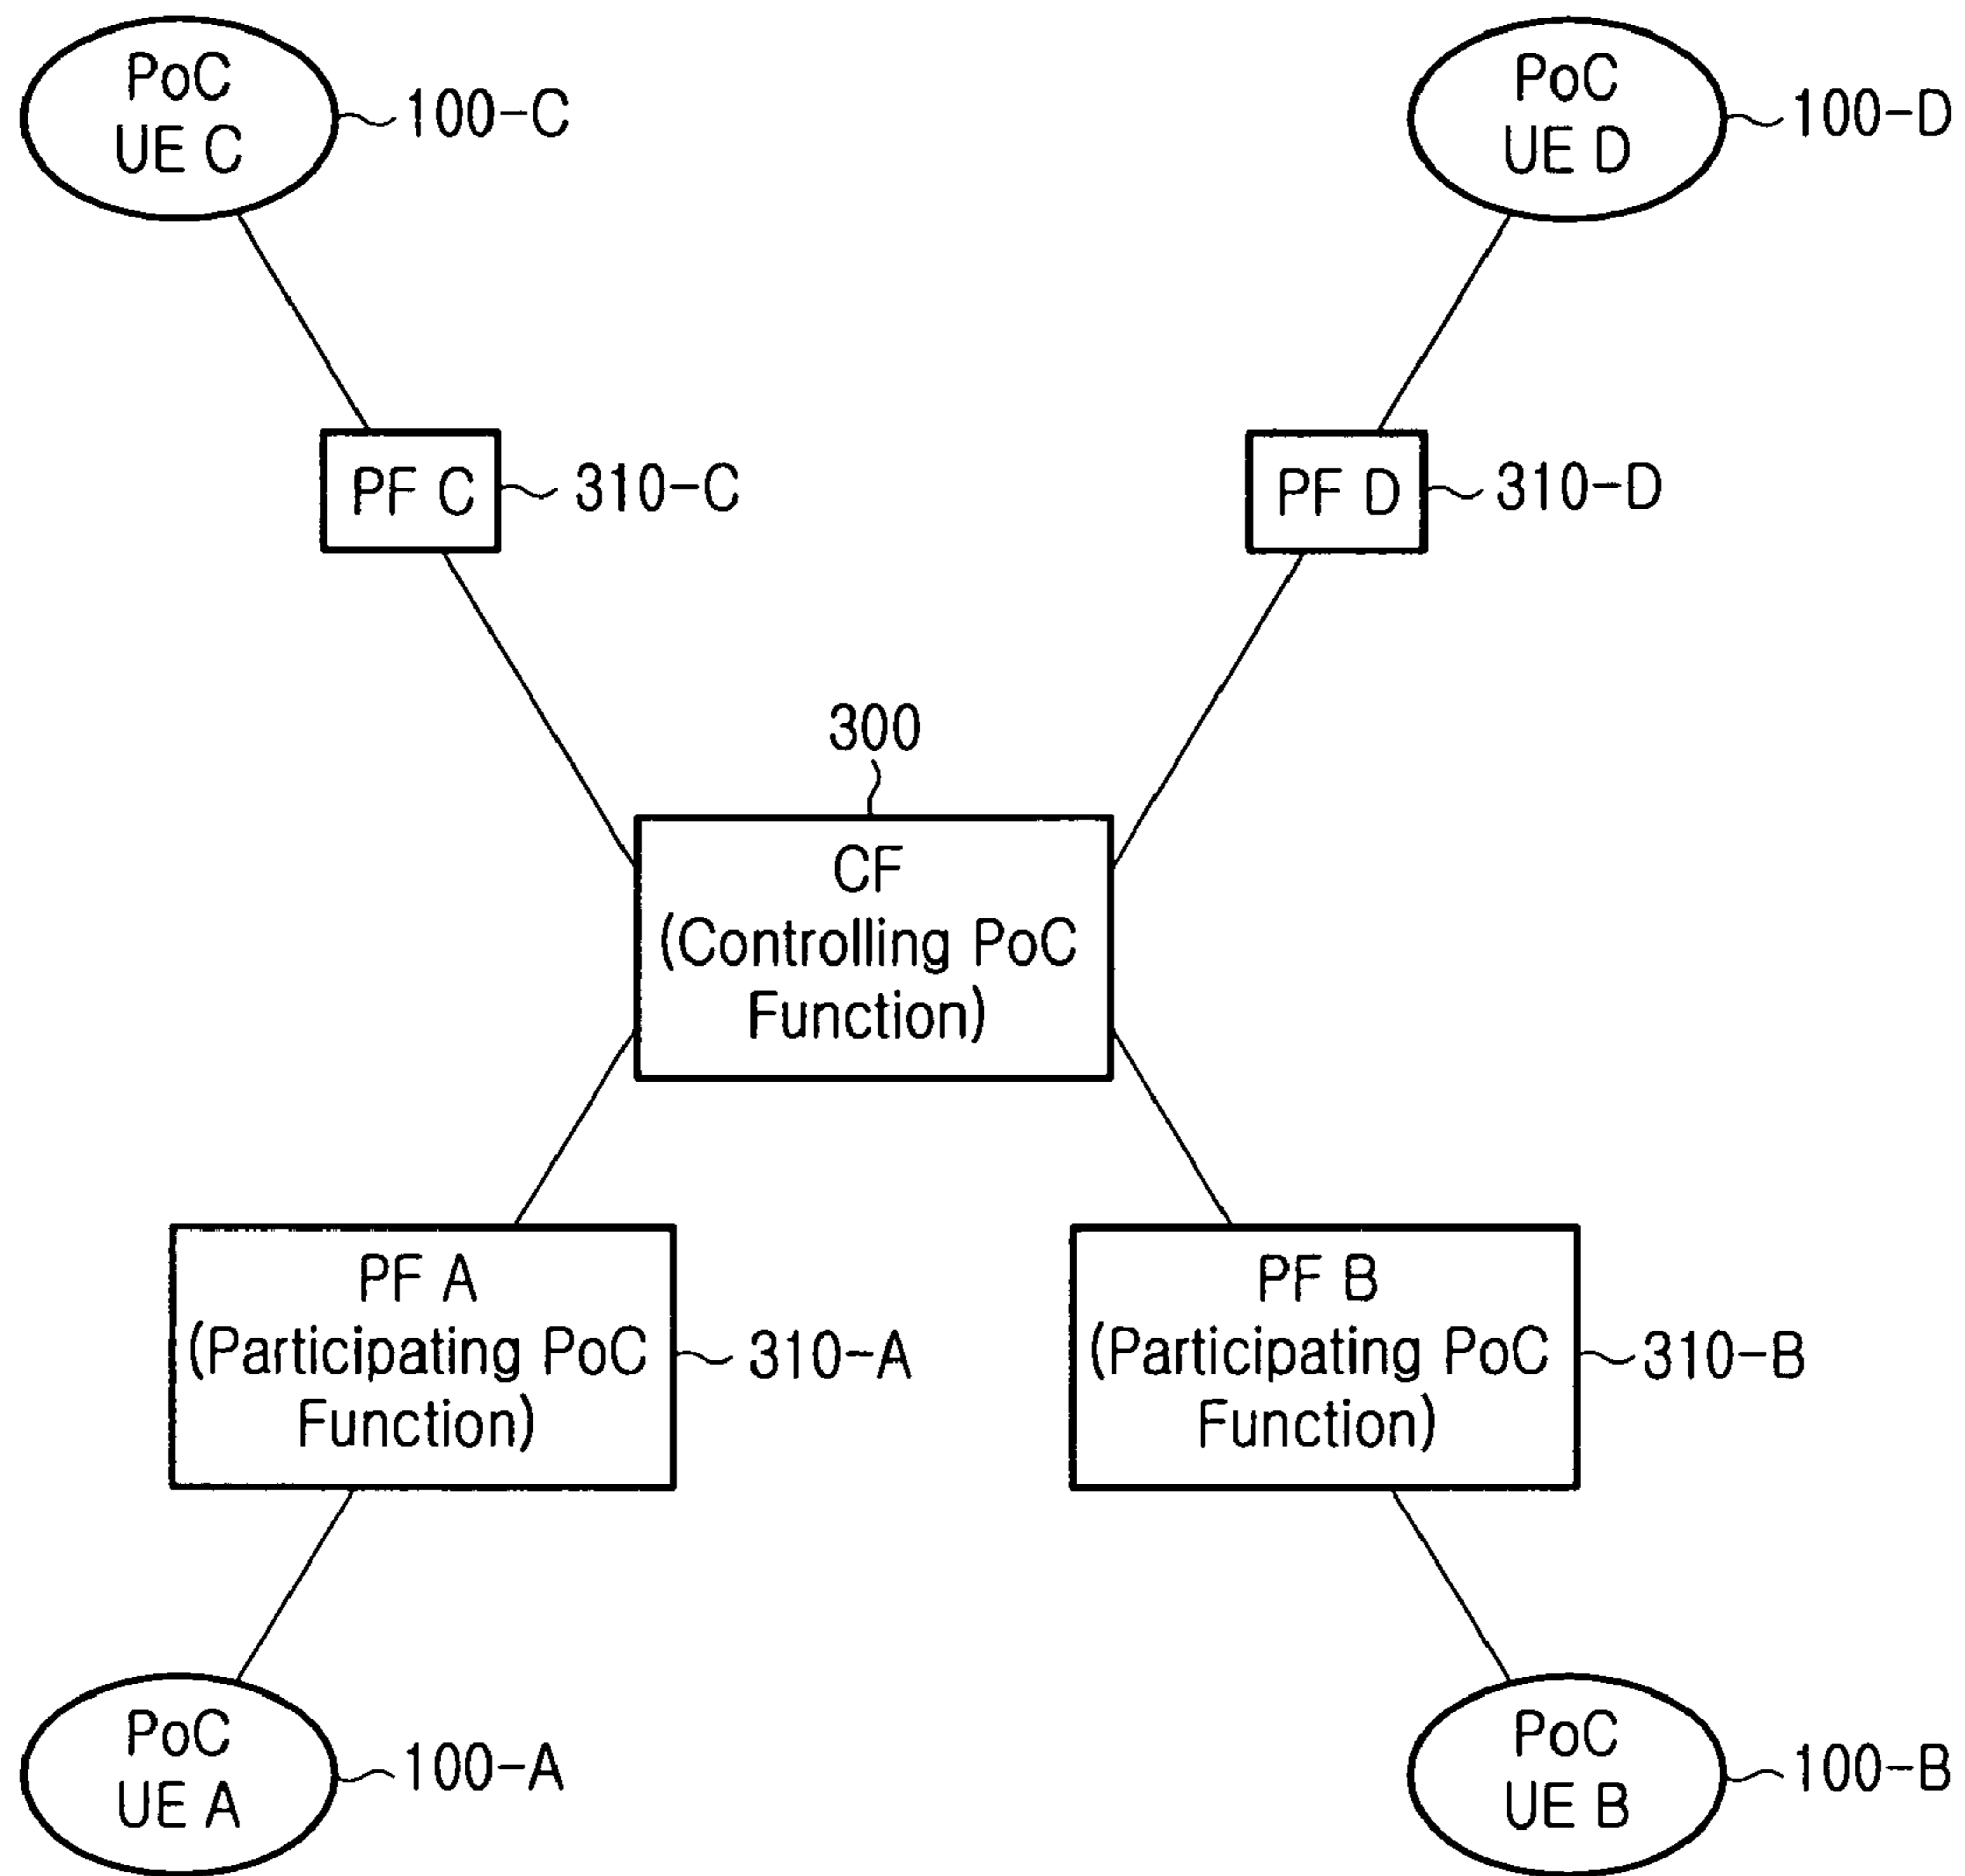 PoC
UE C
100-C
PoC
UE D
100-D
PF C
310-C
PF D
310-D
300
CF
(Controlling PoC
Function)
PF A
(Participating PoC
Function)
310-A
PF B
(Participating PoC
Function)
310-B
PoC
UE A
100-A
PoC
UE B
100-B